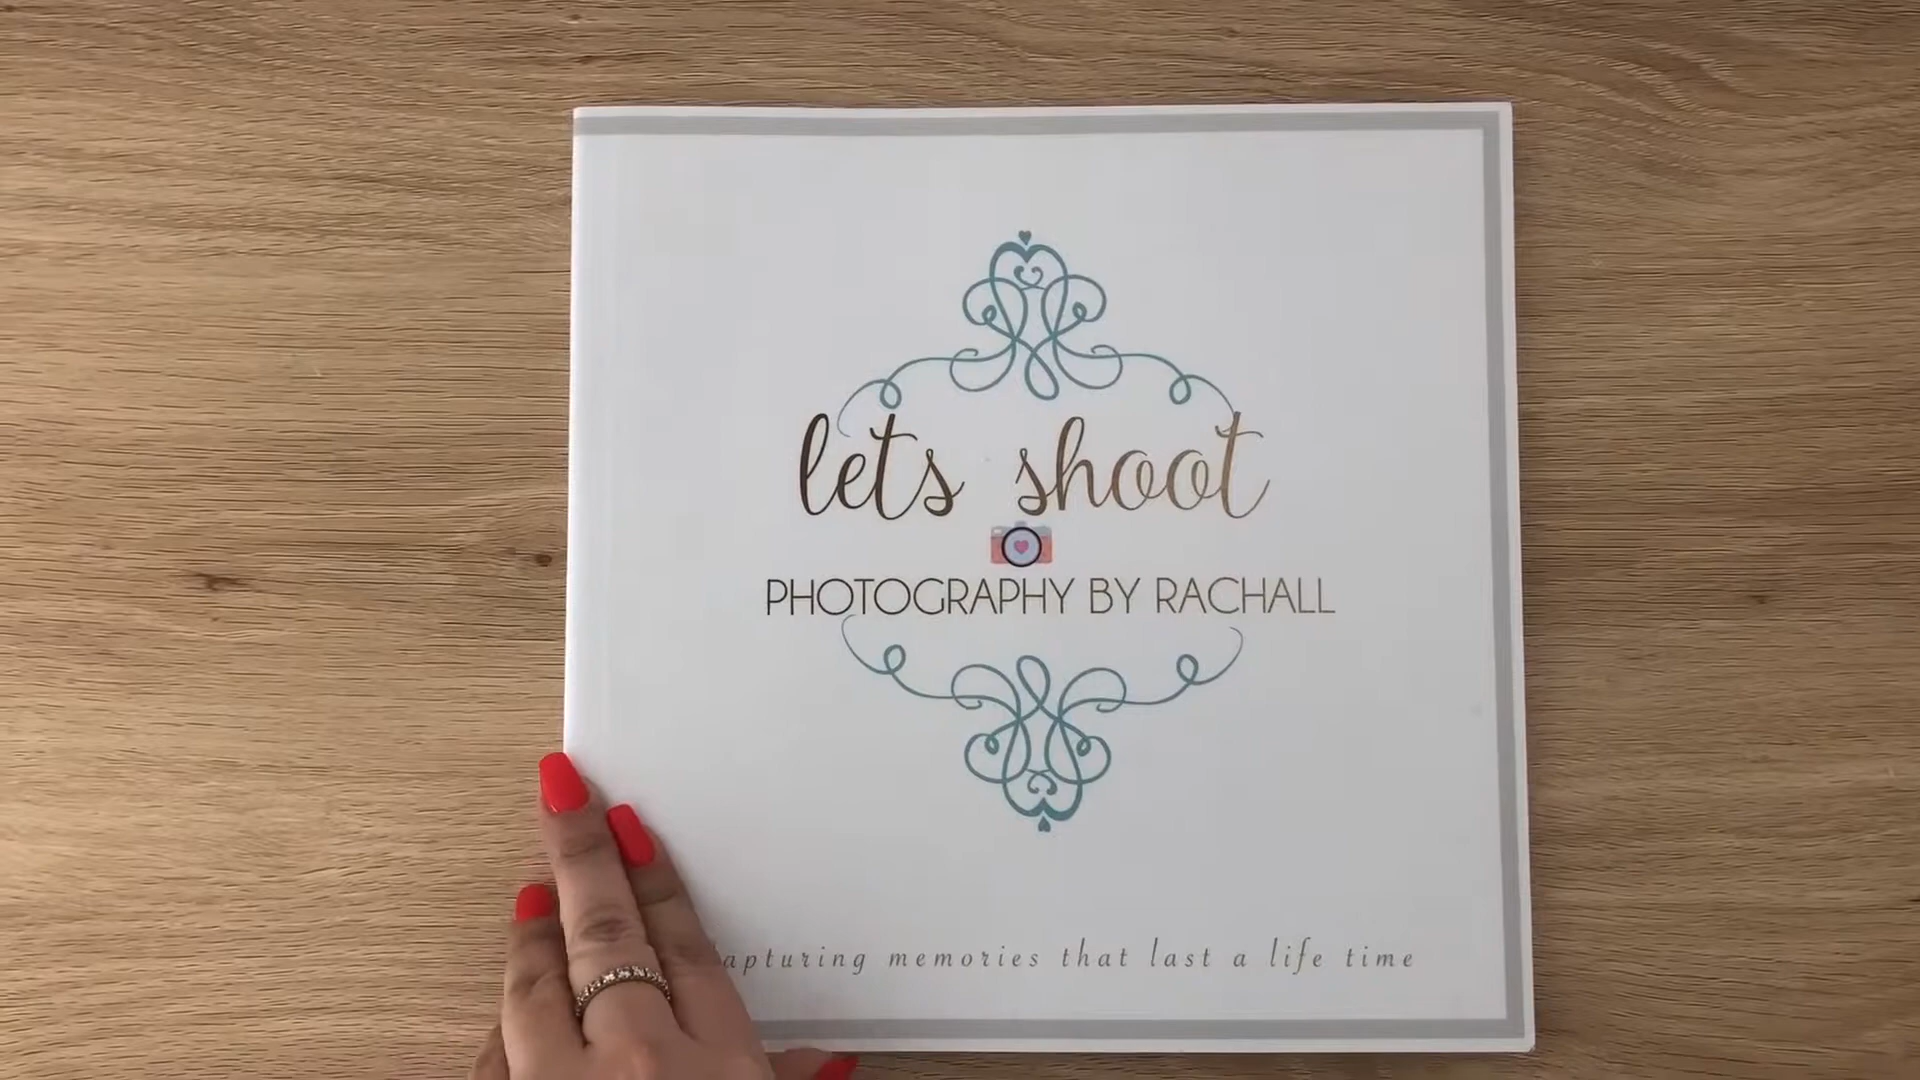 lets shoot
PHOTOGRAPHY BY RACHALL
apturing memories that last a life time